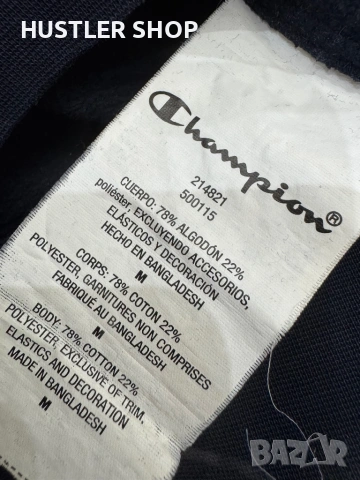 HUSTLER SHOP
Champion®
214821
500115
CUERPO: 78% ALGODÓN 22%
poliéster, EXCLUYENDO ACCESORIOS,
ELÁSTICOS Y DECORACIÓN
HECHO EN BANGLADESH
M
CORPS: 78% COTON 22%
POLYESTER, GARNITURES NON COMPRISES
FABRIQUÉ AU BANGLADESH
M
BODY: 78% COTTON 22%
POLYESTER, EXCLUSIVE OF TRIM,
ELASTICS AND DECORATION
MADE IN BANGLADESH
M
BAZAR